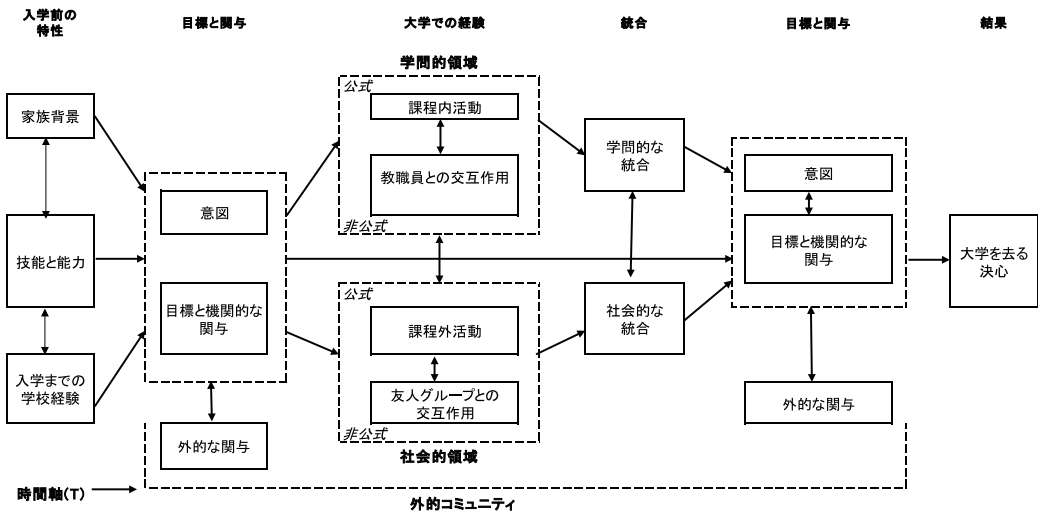 入学前の
特性
目標と関与
大学での経験
統合
目標と関与
結果
学問的領域
公式
家族背景
課程内活動
学問的な
統合
教職員との交互作用
意図
意図
非公式
技能と能力
目標と機関的な
関与
大学を去る
決心
公式
目標と機関的な
関与
課程外活動
社会的な
統合
入学までの
学校経験
友人グループとの
交互作用
外的な関与
非公式
外的な関与
社会的領域
時間軸(T)
外的コミュニティ